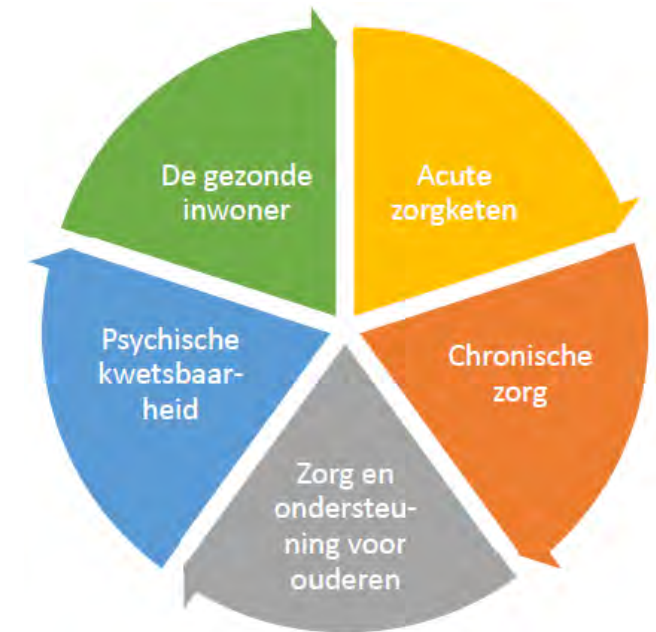 De gezonde
inwoner
Acute
zorgketen
Chronische
zorg
Zorg en
ondersteu-
ning voor
ouderen
Psychische
kwetsbaar-
heid